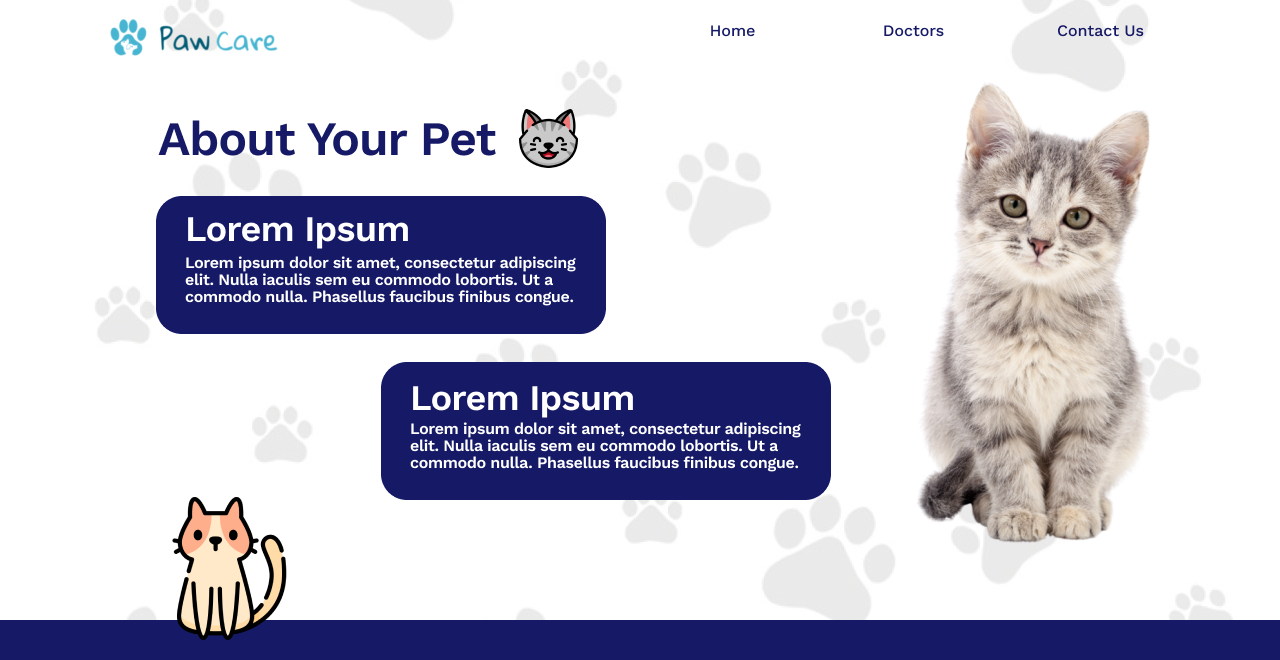 Paw Care
Home
Doctors
Contact Us
About Your Pet
Lorem Ipsum
Lorem ipsum dolor sit amet, consectetur adipiscing
elit. Nulla iaculis sem eu commodo lobortis. Ut a
commodo nulla. Phasellus faucibus finibus congue.
Lorem Ipsum
Lorem ipsum dolor sit amet, consectetur adipiscing
elit. Nulla iaculis sem eu commodo lobortis. Ut a
commodo nulla. Phasellus faucibus finibus congue.